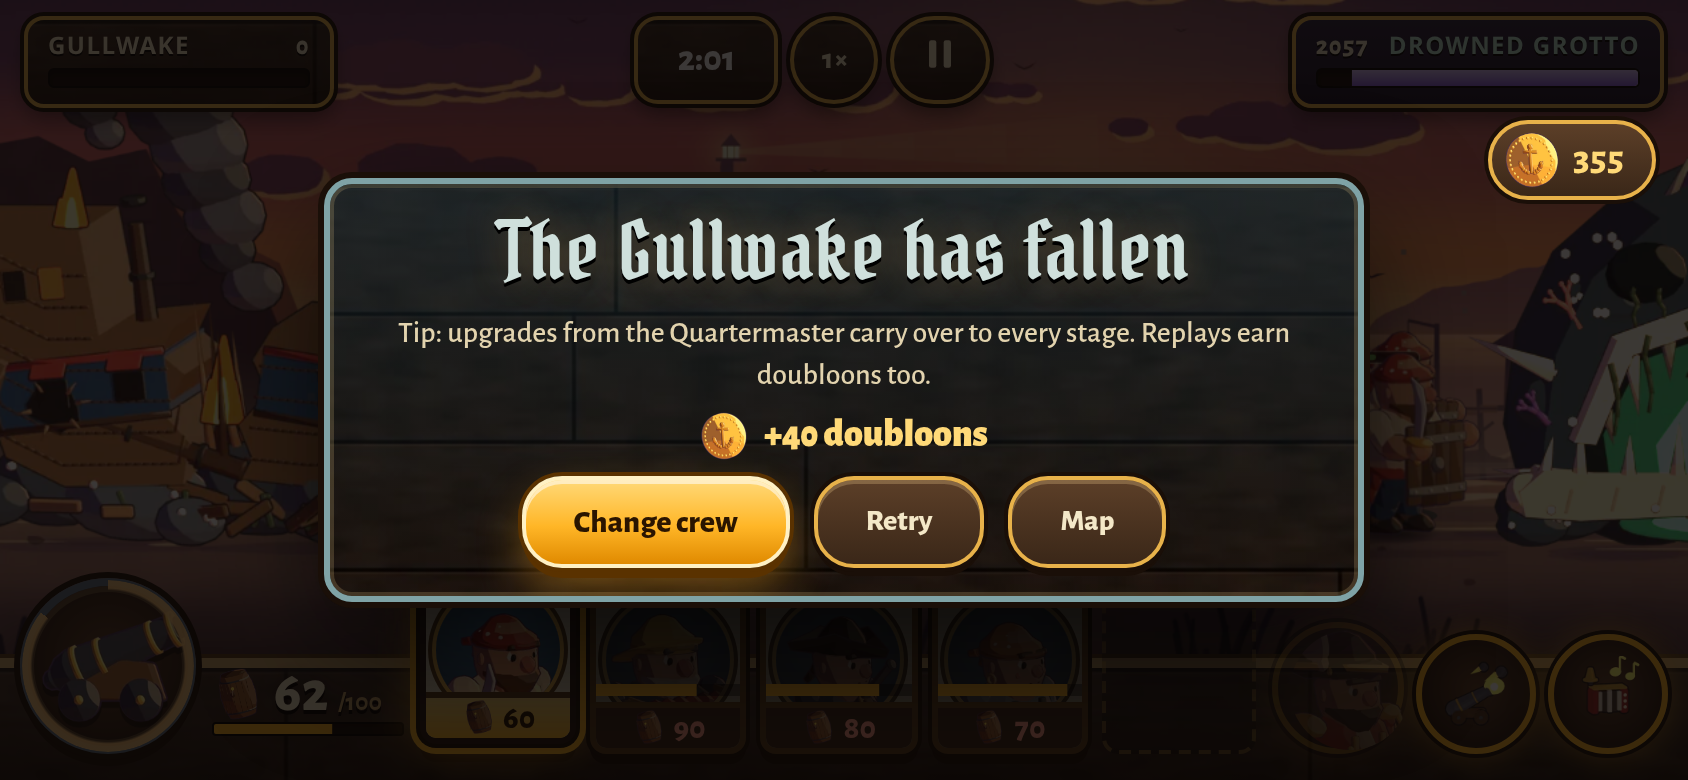 GULLWAKE 0
2:01
1×
2057 DROWNED GROTTO
355
The Gullwake has fallen
Tip: upgrades from the Quartermaster carry over to every stage. Replays earn
doubloons too.
+40 doubloons
Change crew
Retry
Map
62 /100
60
90
80
70